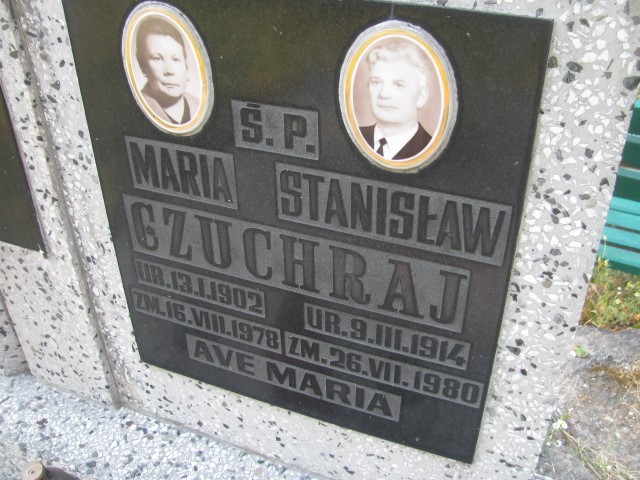 Ś. P.
MARIA STANISŁAW
CZUCHRAJ
UR. 13.I.1902 UR. 9.III.1914
ZM. 16.VIII.1978 ZM. 26.VII.1980
AVE MARIA